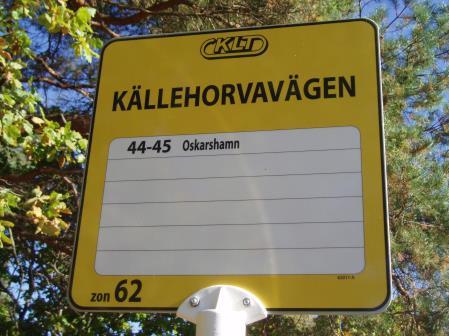 KLT
KÄLLEHORVAVÄGEN
44-45 Oskarshamn
zon 62